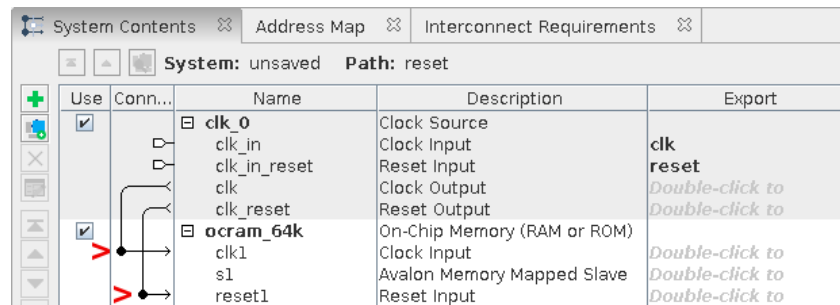 System Contents Address Map Interconnect Requirements
System: unsaved Path: reset
Use Conn... Name Description Export
clk_0 Clock Source
clk_in Clock Input clk
clk_in_reset Reset Input reset
clk Clock Output Double-click to
clk_reset Reset Output Double-click to
ocram_64k On-Chip Memory (RAM or ROM)
clk1 Clock Input Double-click to
s1 Avalon Memory Mapped Slave Double-click to
reset1 Reset Input Double-click to